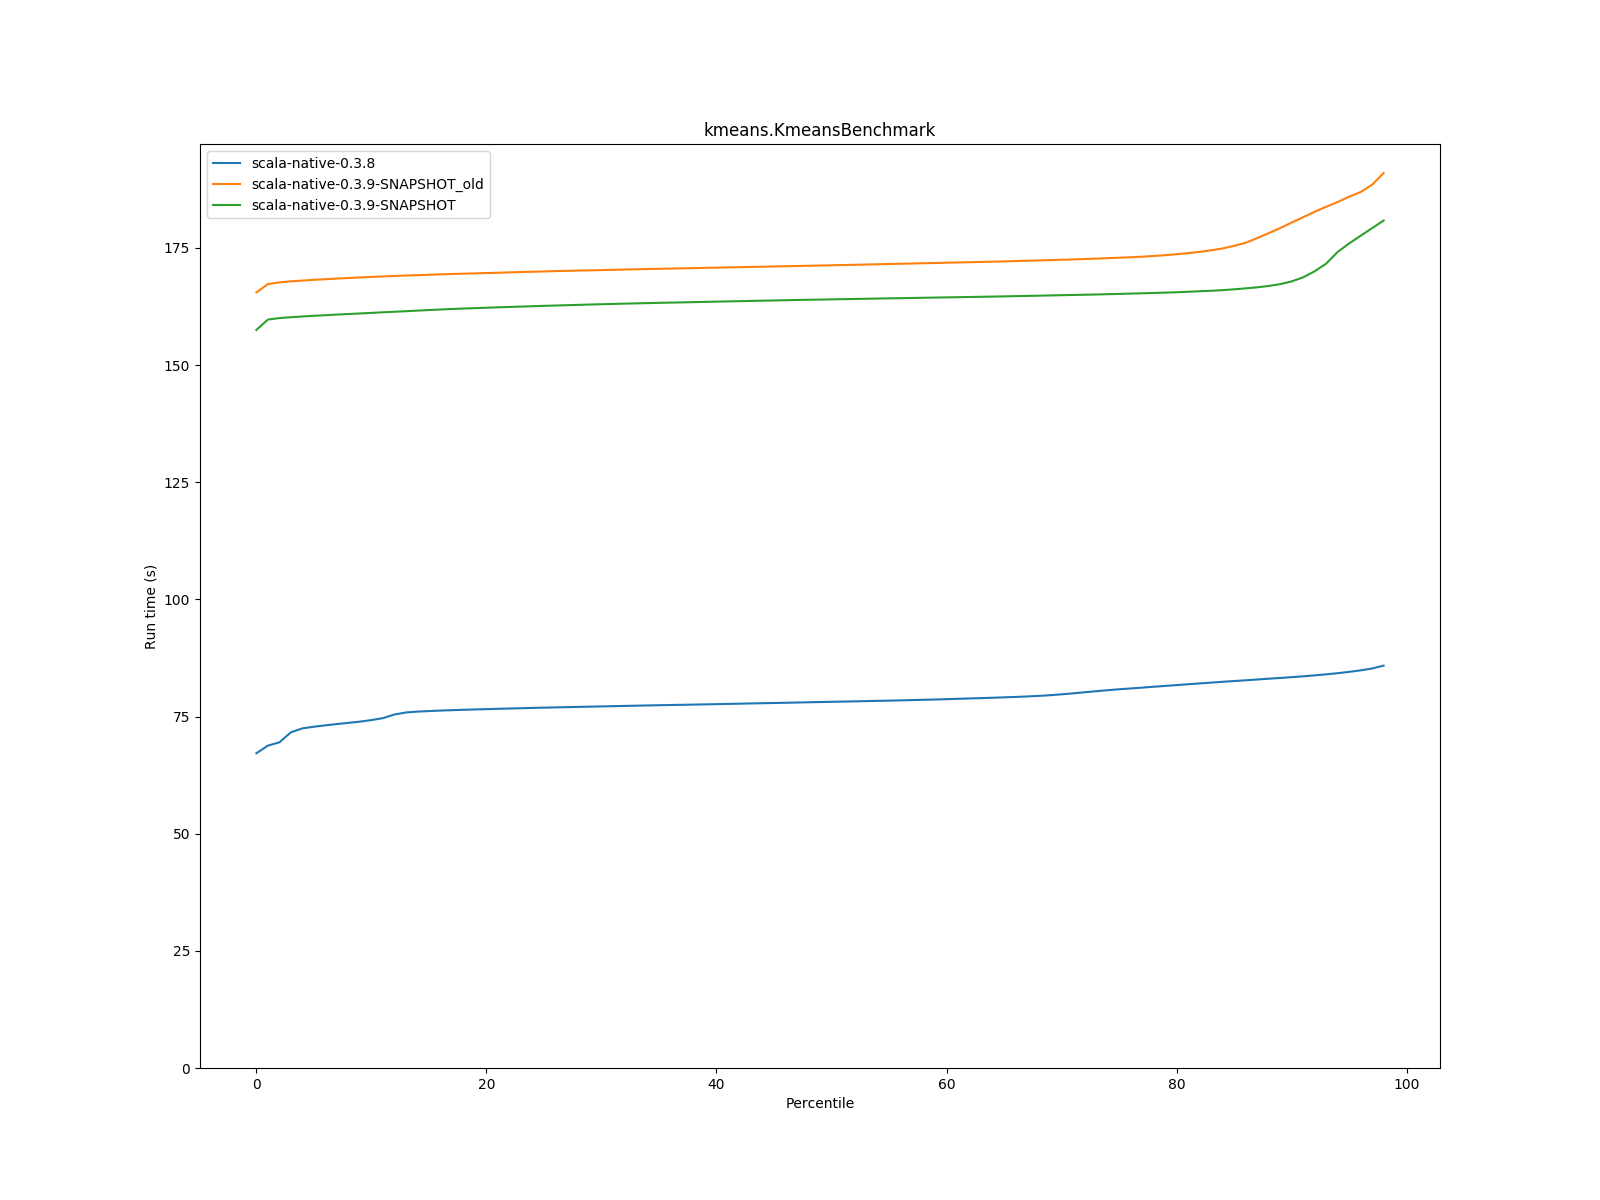 kmeans.KmeansBenchmark
scala-native-0.3.8
scala-native-0.3.9-SNAPSHOT_old
scala-native-0.3.9-SNAPSHOT
175
150
125
100
75
50
25
0
Run time (s)
0 20 40 60 80 100
Percentile